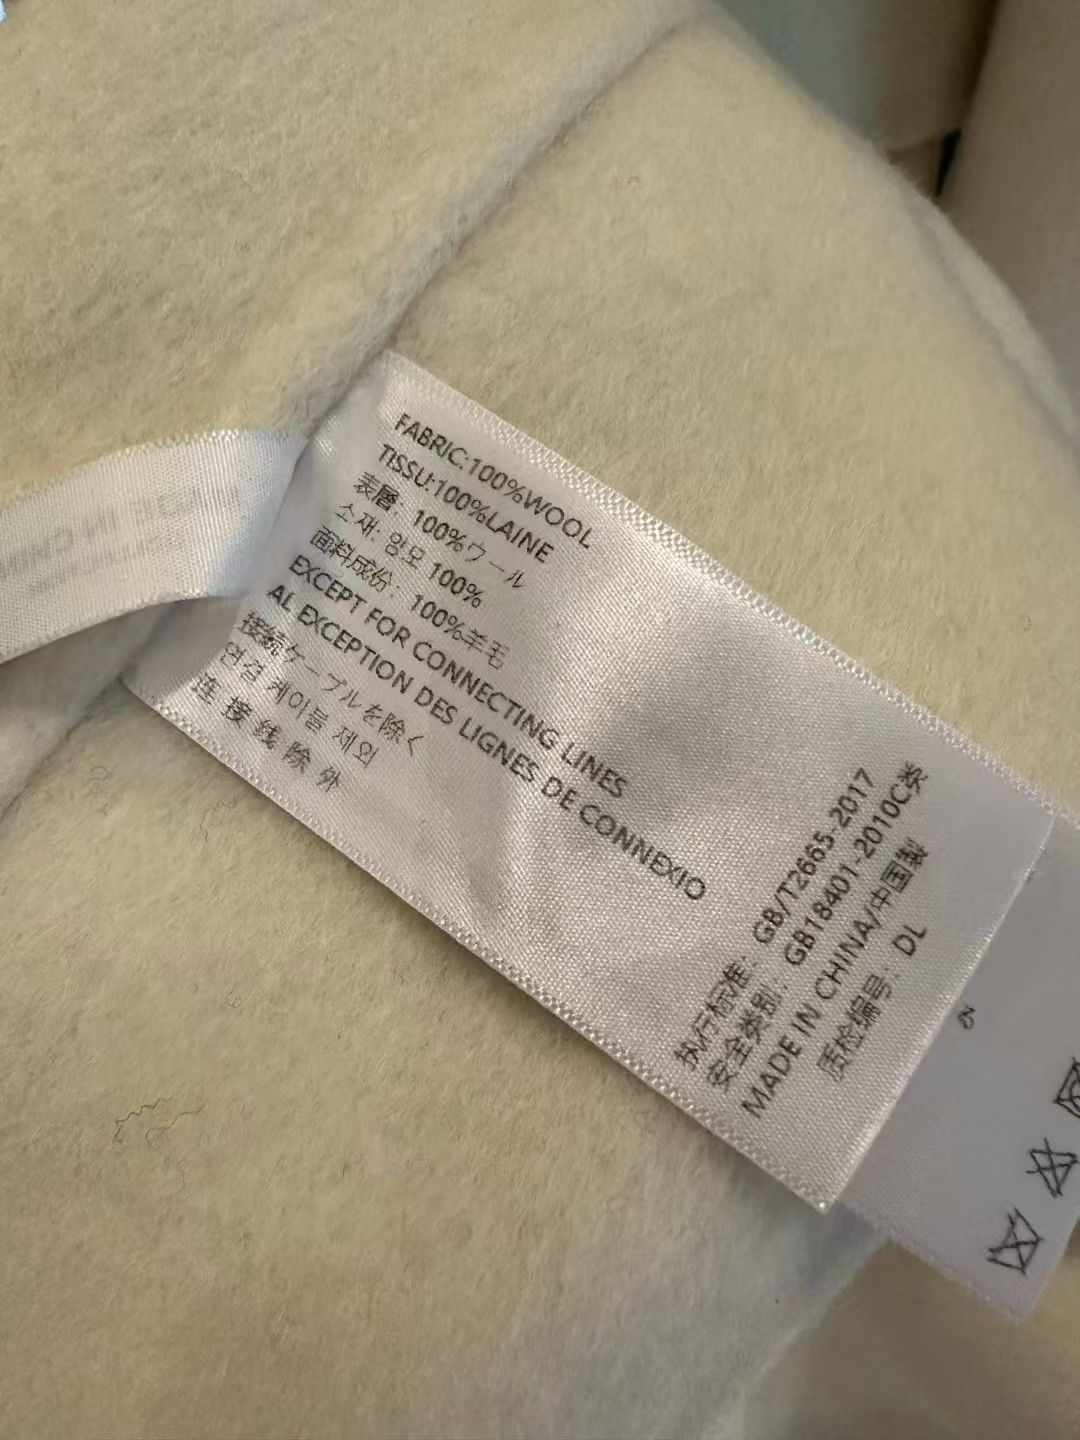 FABRIC:100%WOOL
TISSU:100%LAINE
表層: 100%ウール
소재: 양모 100%
面料成份: 100%羊毛
EXCEPT FOR CONNECTING LINES
AL EXCEPTION DES LIGNES DE CONNEXIO
接続ケーブルを除く
연결 케이블 제외
连接线除外
执行标准: GB/T2665-2017
安全类别: GB18401-2010C类
MADE IN CHINA/中国製
质检编号: DL